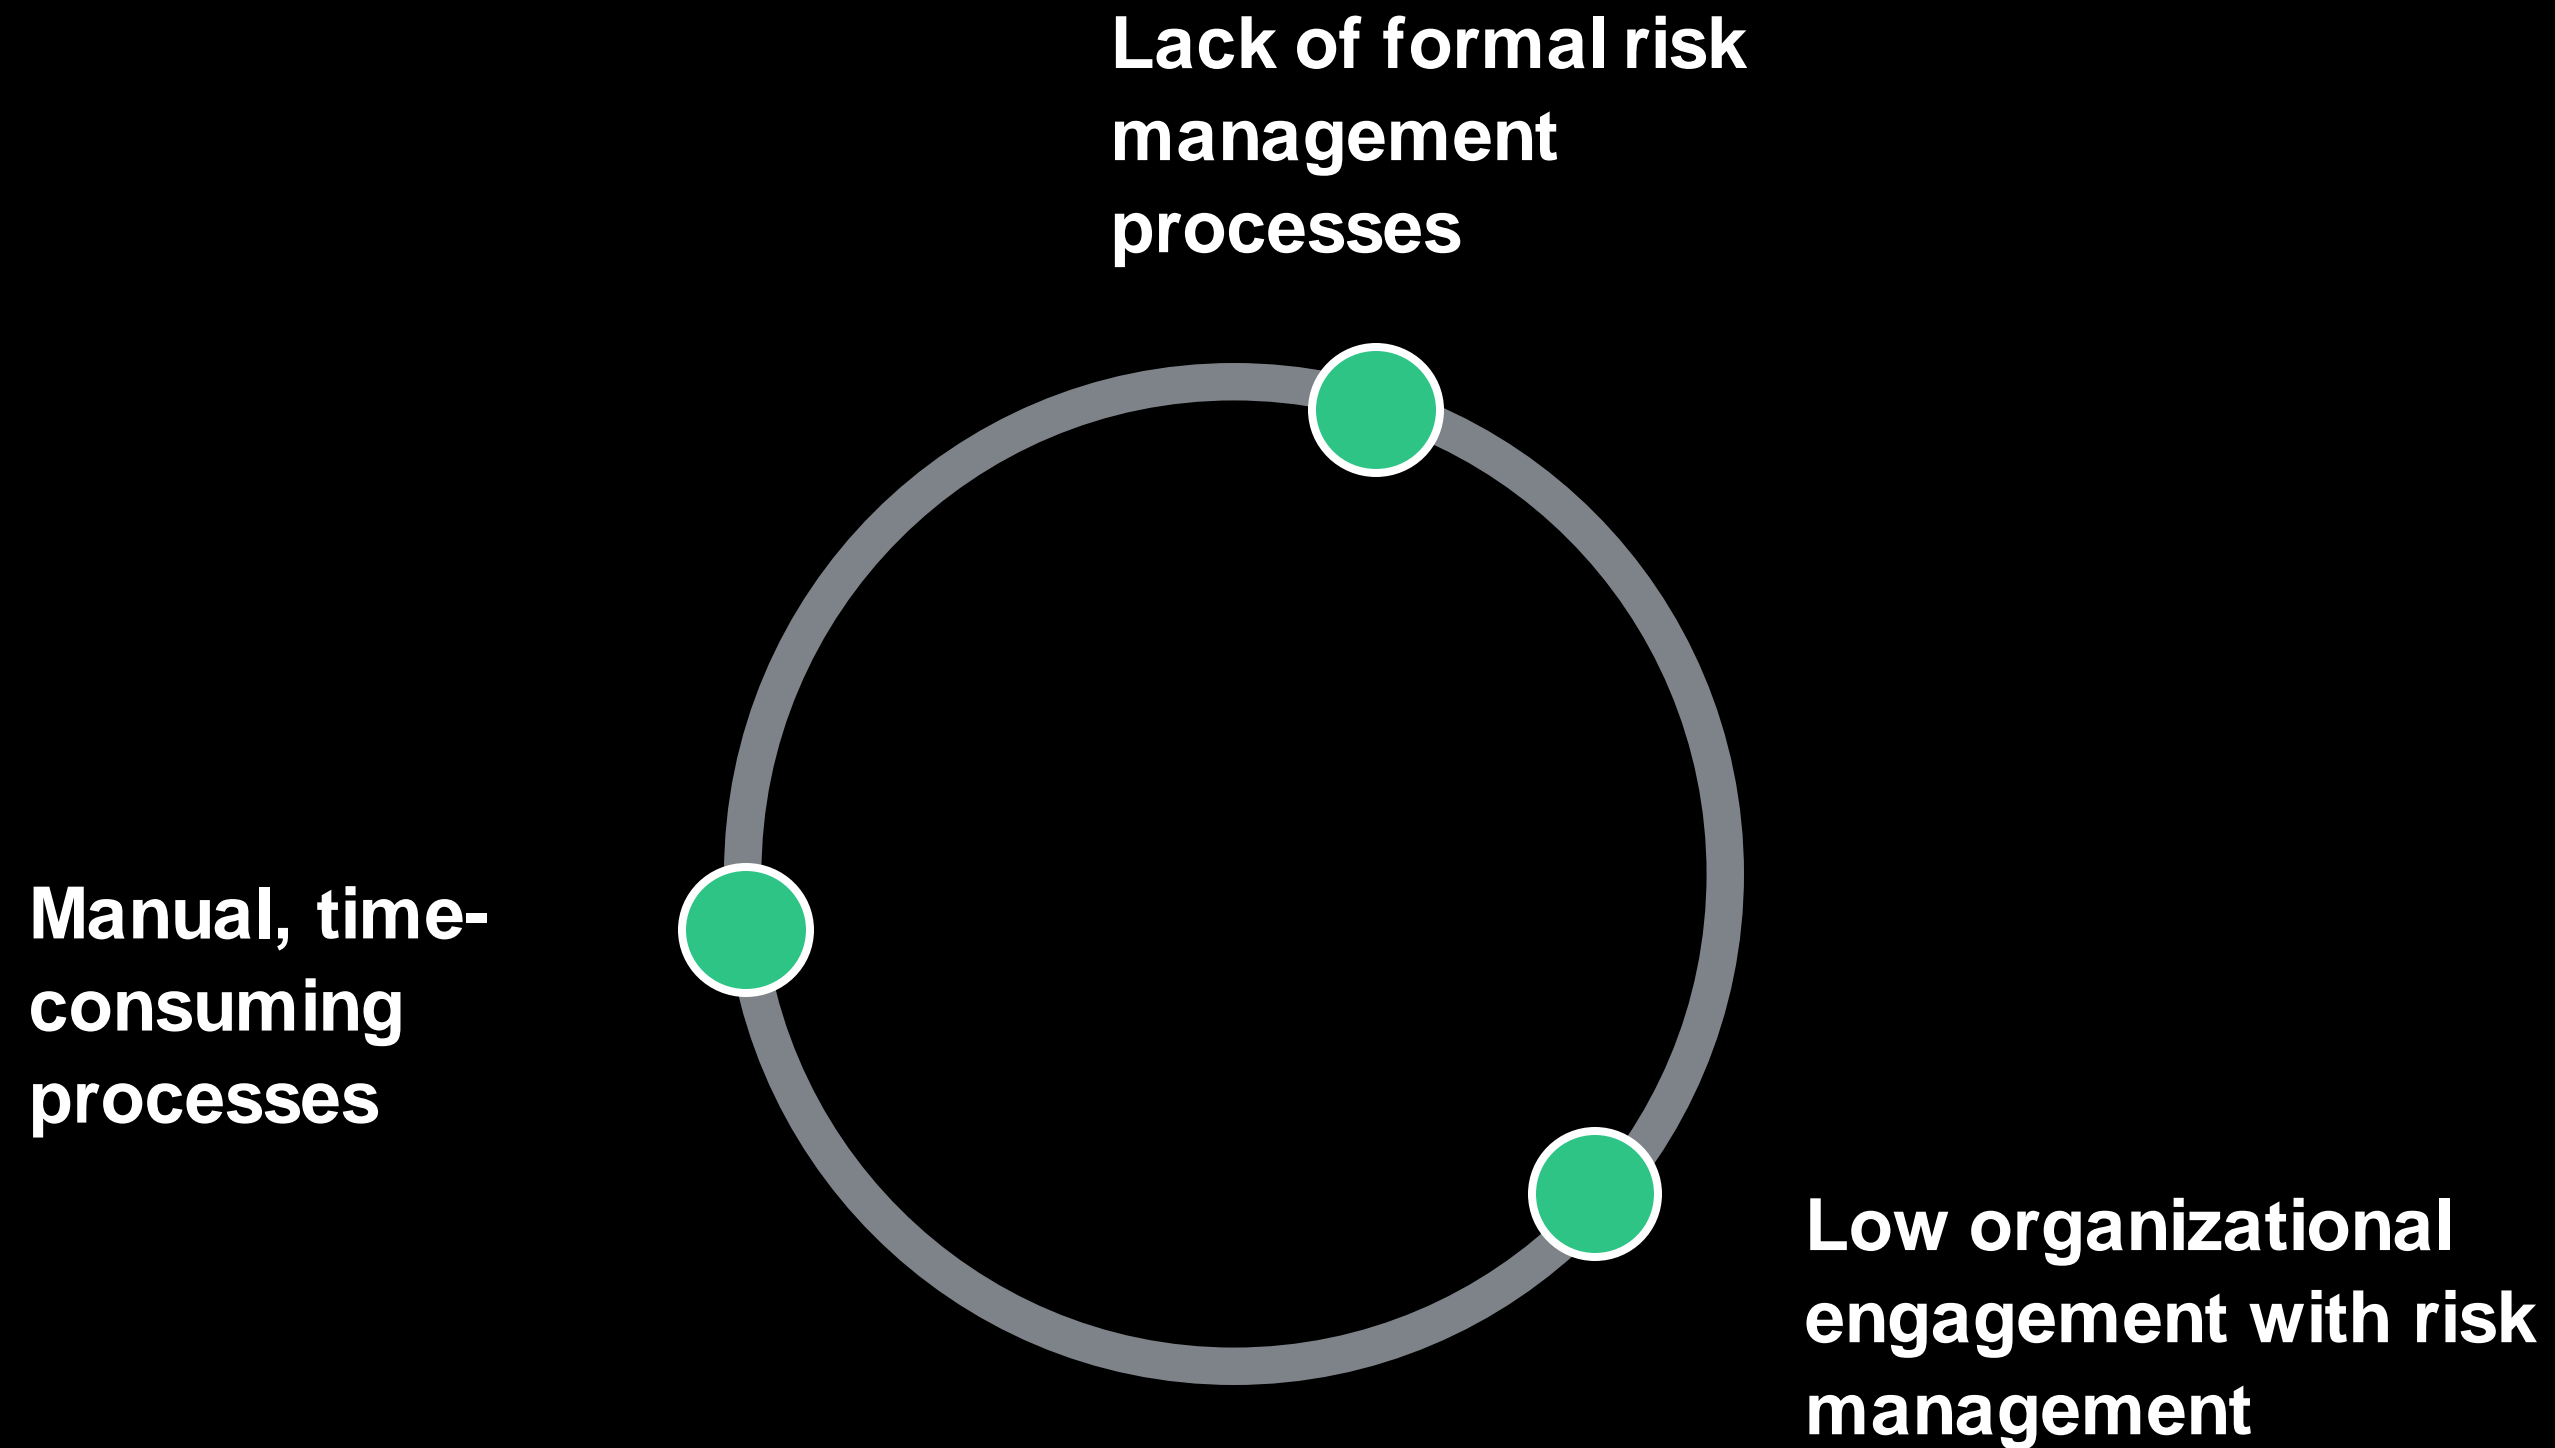 Lack of formal risk
management
processes
Manual, time-
consuming
processes
Low organizational
engagement with risk
management